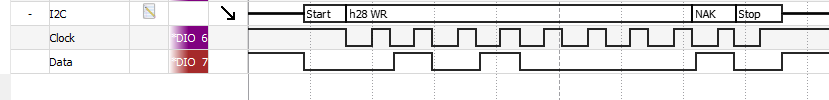 - I2C Start h28 WR NAK Stop
Clock *DIO 6
Data *DIO 7